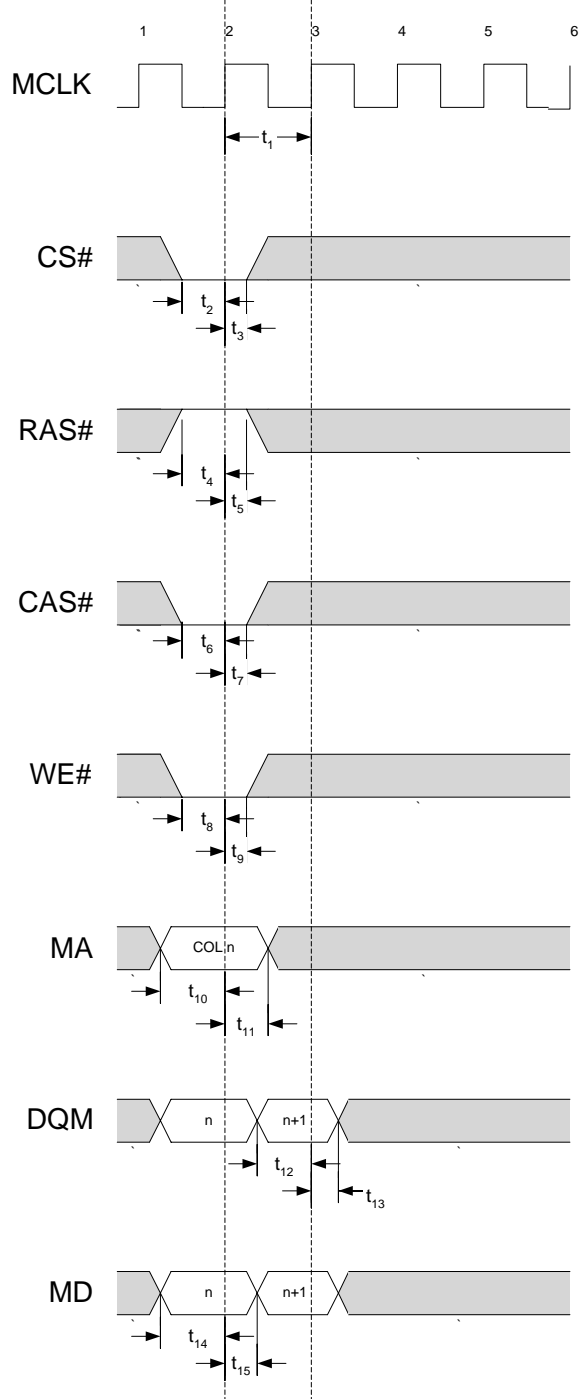 1 2 3 4 5 6
MCLK
t1
CS#
t2
t3
RAS#
t4
t5
CAS#
t6
t7
WE#
t8
t9
MA
COL n
t10
t11
DQM
n n+1
t12
t13
MD
n n+1
t14
t15